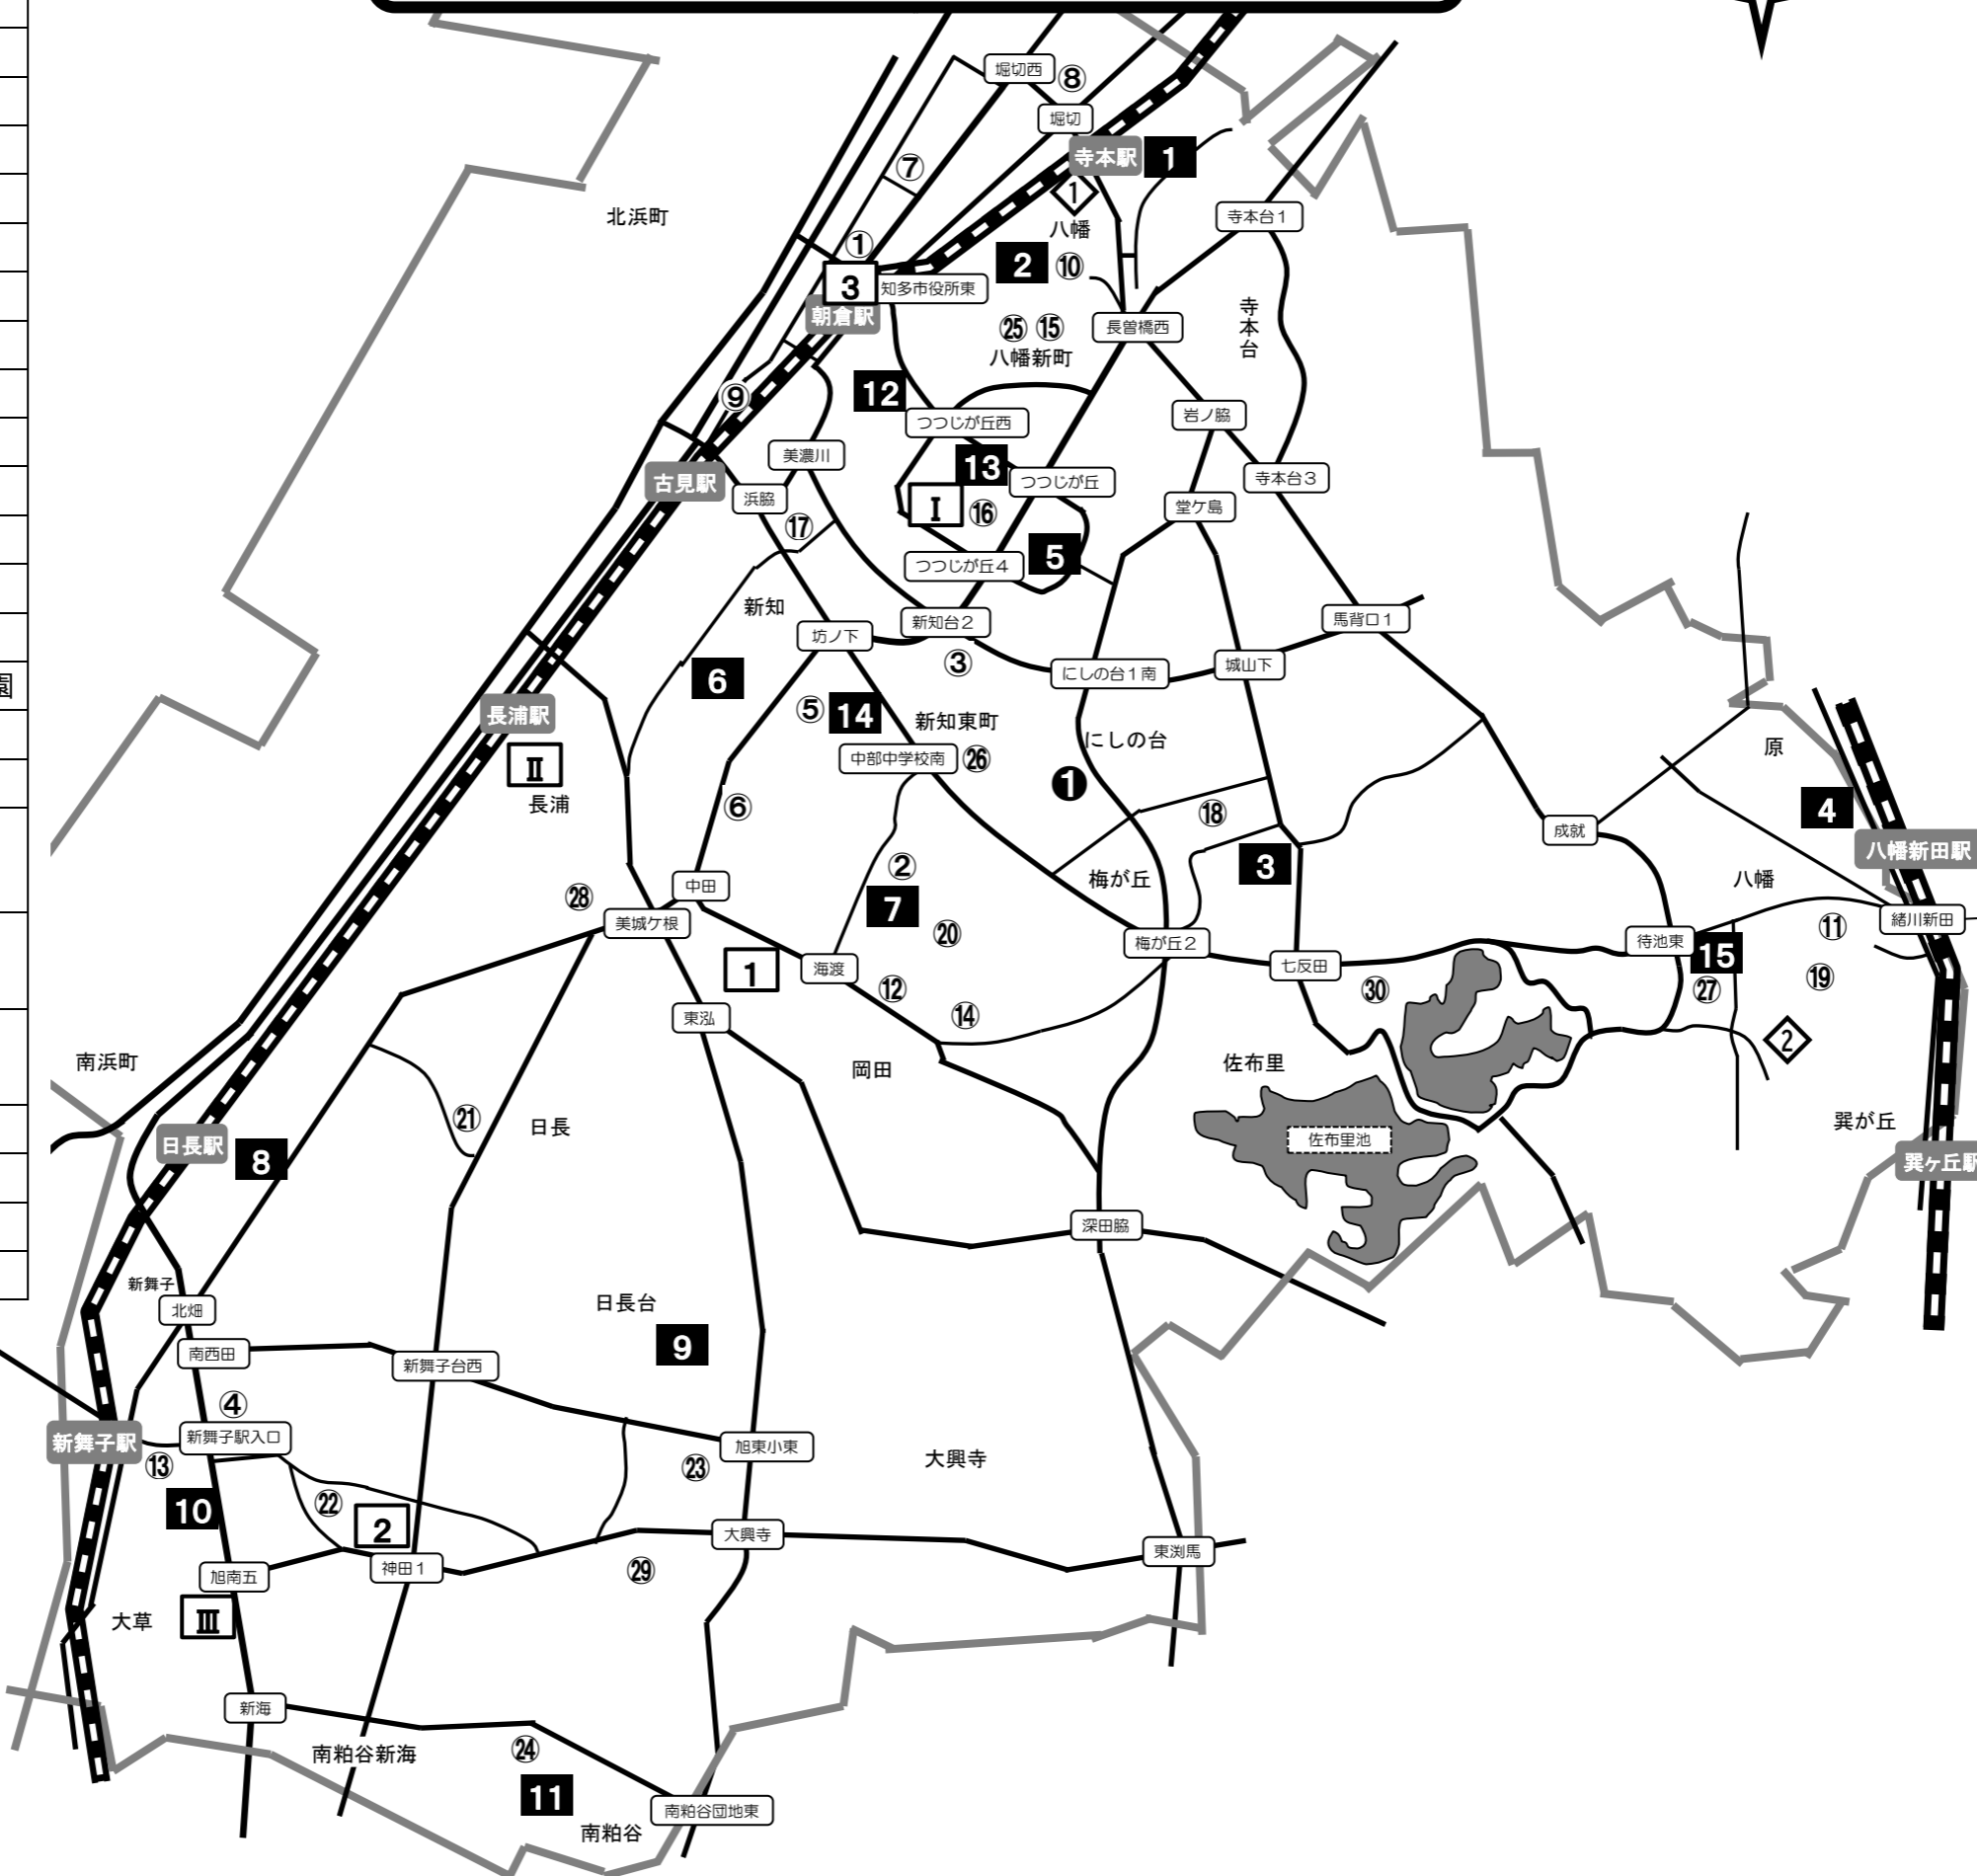 堀切西
⑧
堀切
寺本駅
1
⑦
1
八幡
寺本台1
北浜町
①
3
知多市役所東
2
⑩
朝倉駅
㉕
⑮
八幡新町
長曽橋西
寺本台
⑨
12
つつじが丘西
岩ノ脇
美濃川
13
古見駅
浜脇
つつじが丘
寺本台3
Ⅰ
⑯
堂ケ島
⑰
つつじが丘4
5
新知
坊ノ下
新知台2
馬背口1
③
にしの台1南
城山下
園
6
長浦駅
⑤
14
新知東町
にしの台
原
Ⅱ
中部中学校南
㉖
❶
長浦
⑥
⑱
4
成就
八幡新田駅
②
3
中田
梅が丘
八幡
㉘
7
美城ケ根
⑳
梅が丘2
待池東
⑪
緒川新田
1
海渡
七反田
15
⑫
㉚
㉗
⑲
東泓
⑭
2
南浜町
岡田
佐布里
㉑
日長
巽が丘
日長駅
8
佐布里池
巽ヶ丘駅
深田脇
新舞子
北畑
日長台
南西田
9
新舞子台西
④
新舞子駅
新舞子駅入口
旭東小東
大興寺
⑬
㉓
10
㉒
2
大興寺
東渕馬
旭南五
神田1
㉙
大草
Ⅲ
新海
南粕谷新海
㉔
11
南粕谷団地東
南粕谷